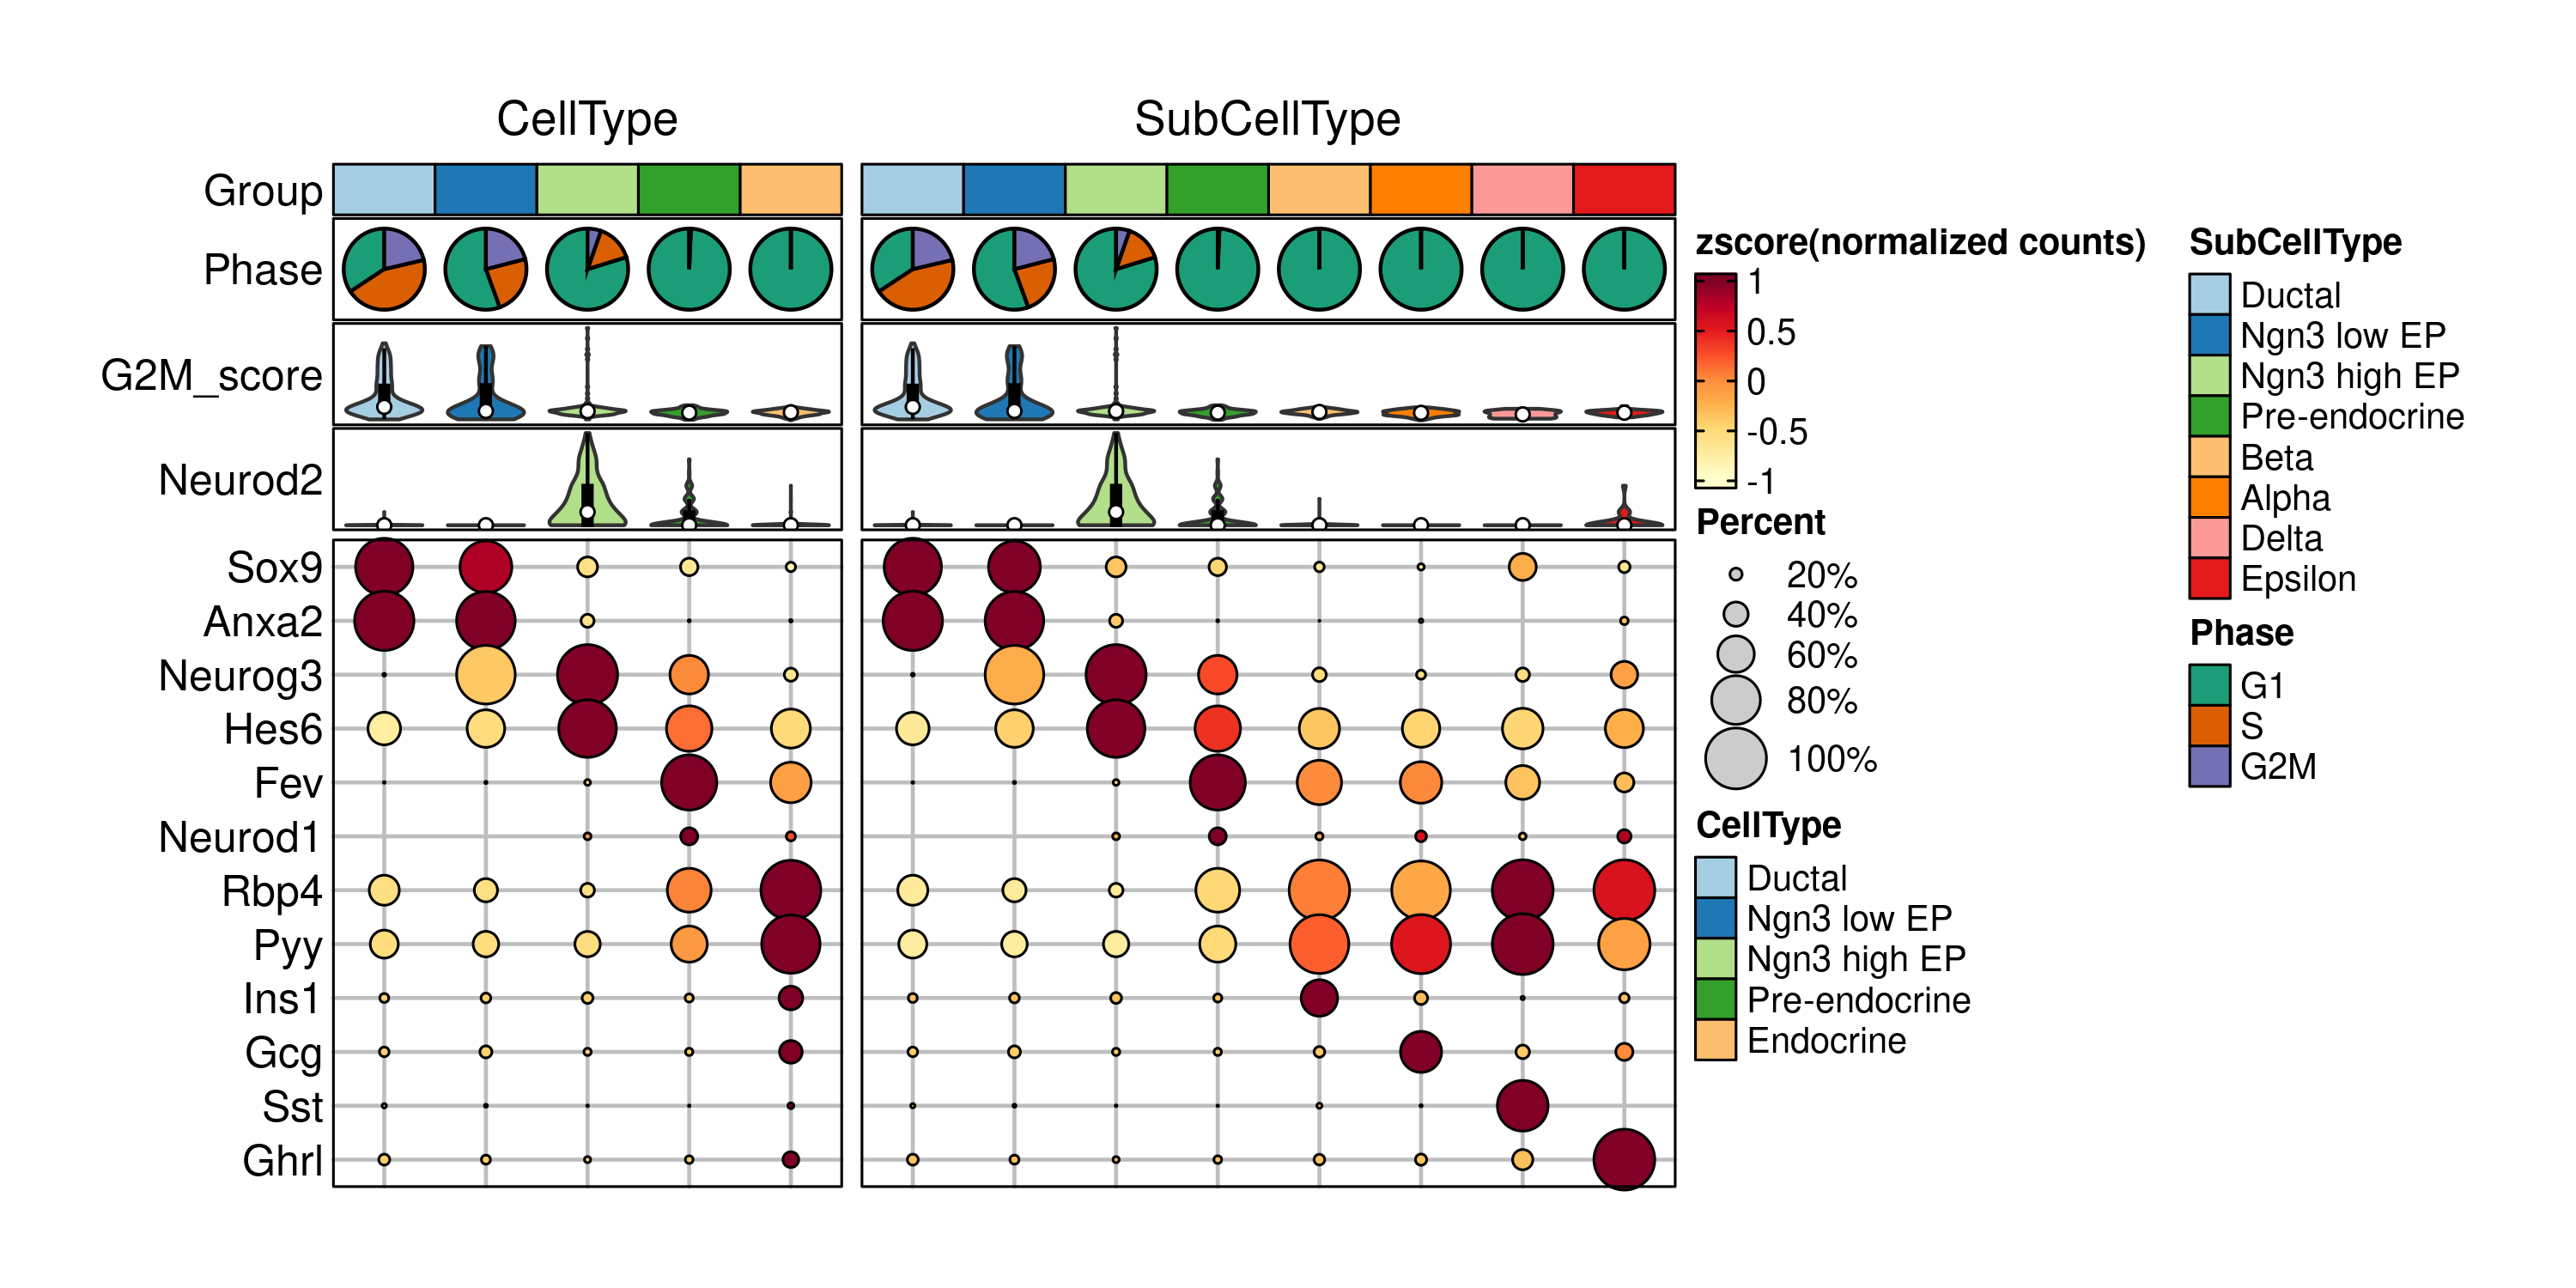 CellType
SubCellType
Group
Phase
G2M_score
Neurod2
Sox9
Anxa2
Neurog3
Hes6
Fev
Neurod1
Rbp4
Pyy
Ins1
Gcg
Sst
Ghrl
zscore(normalized counts)
1
0.5
0
-0.5
-1
Percent
20%
40%
60%
80%
100%
CellType
Ductal
Ngn3 low EP
Ngn3 high EP
Pre-endocrine
Endocrine
SubCellType
Ductal
Ngn3 low EP
Ngn3 high EP
Pre-endocrine
Beta
Alpha
Delta
Epsilon
Phase
G1
S
G2M